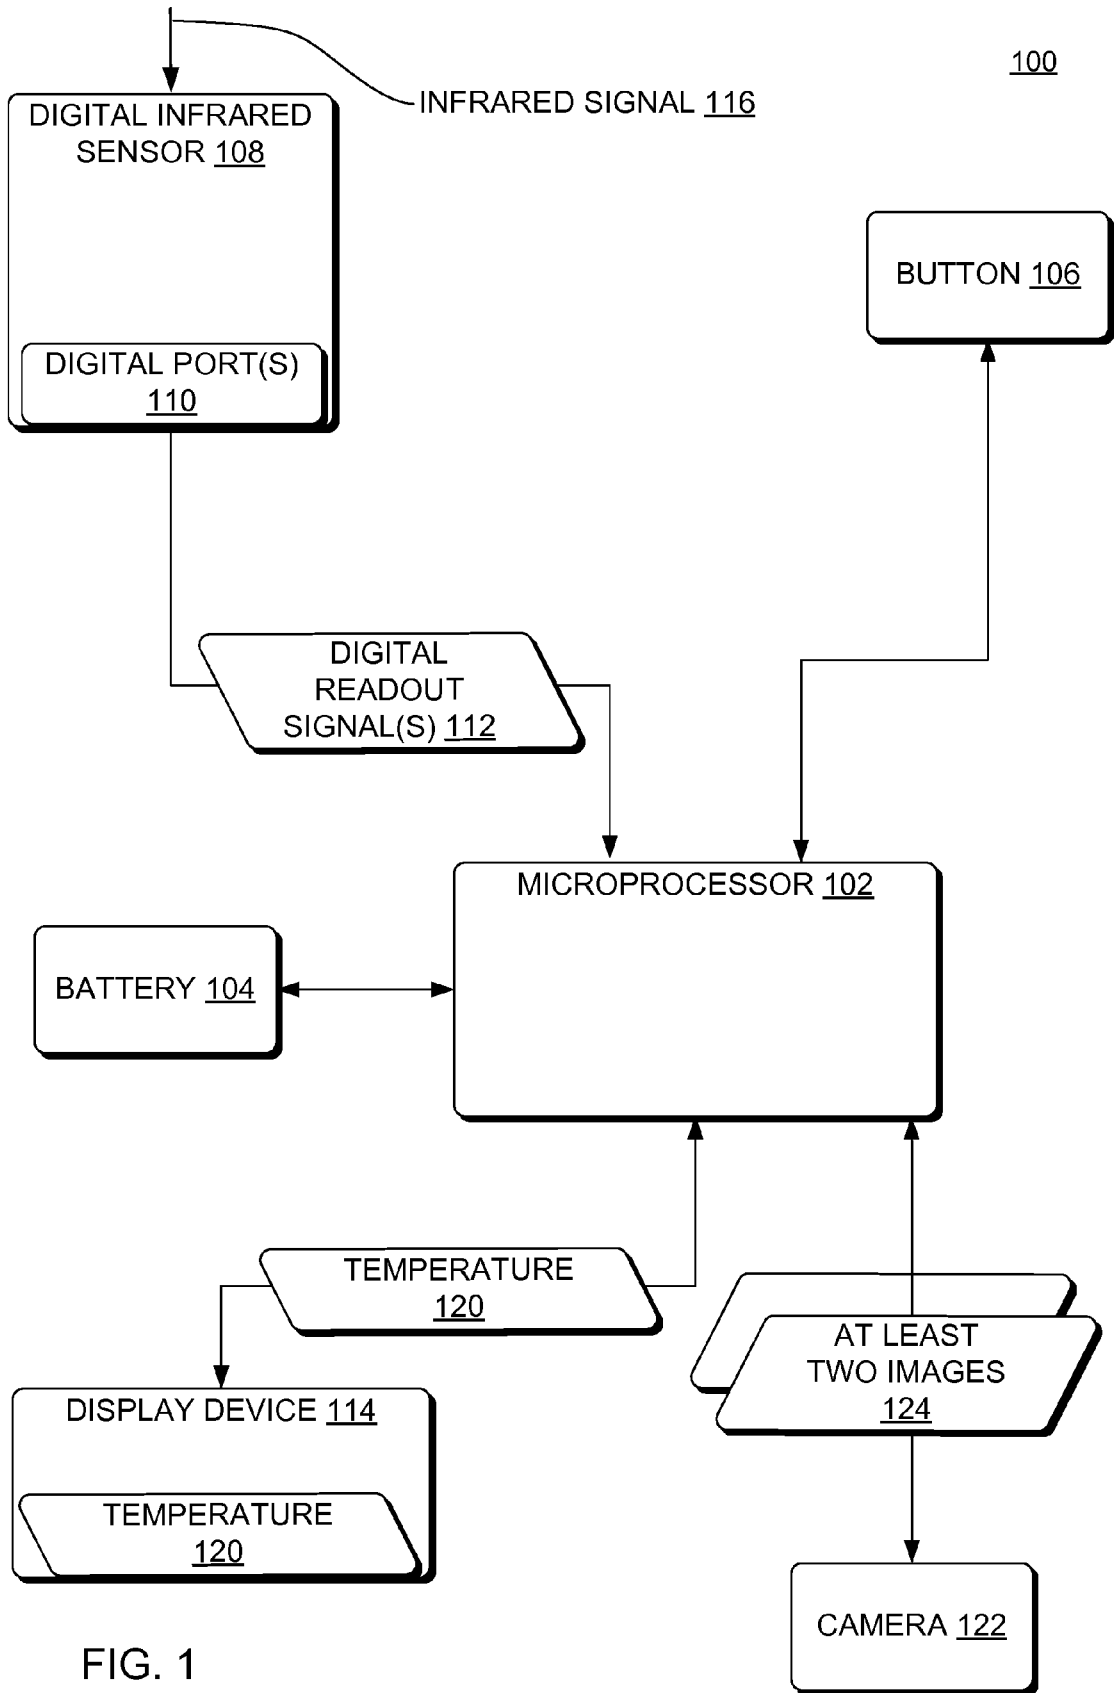 100
INFRARED SIGNAL 116
DIGITAL INFRARED
SENSOR 108
BUTTON 106
DIGITAL PORT(S)
110
DIGITAL
READOUT
SIGNAL(S) 112
MICROPROCESSOR 102
BATTERY 104
TEMPERATURE
120
AT LEAST
TWO IMAGES
124
DISPLAY DEVICE 114
TEMPERATURE
120
CAMERA 122
FIG. 1